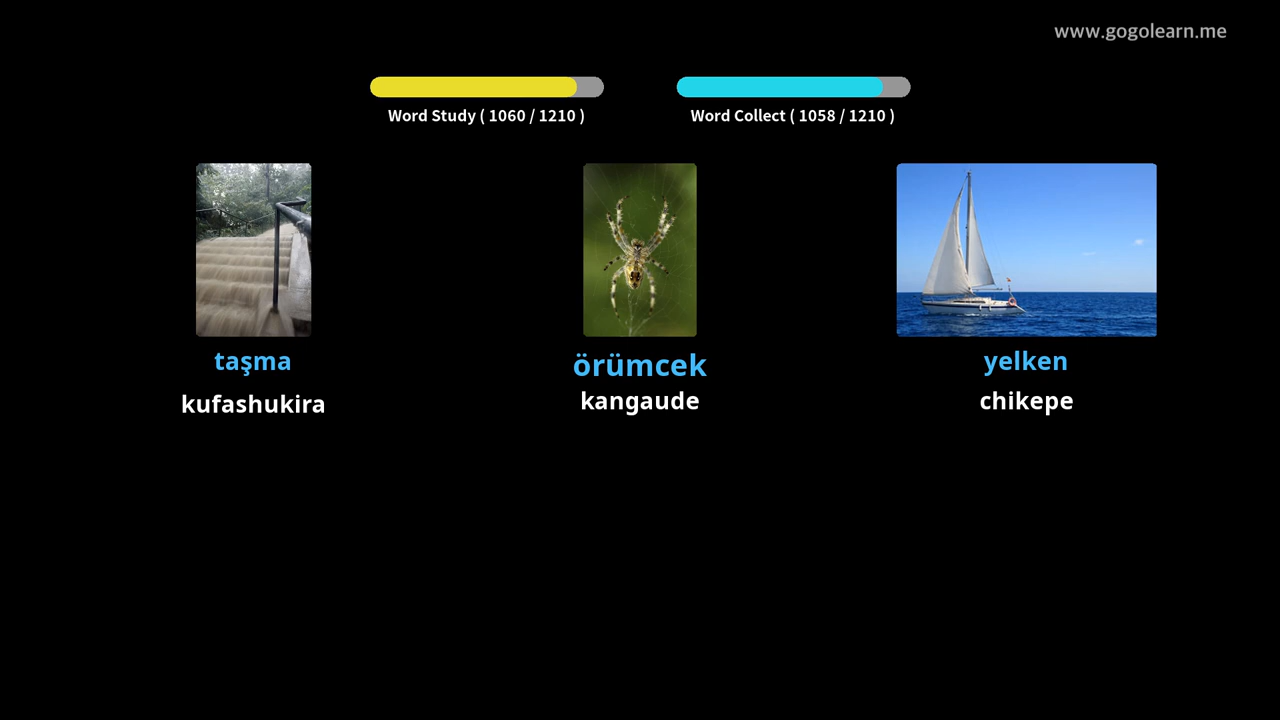 www.gogolearn.me
Word Study ( 1060 / 1210 )
Word Collect ( 1058 / 1210 )
taşma
örümcek
yelken
kufashukira
kangaude
chikepe